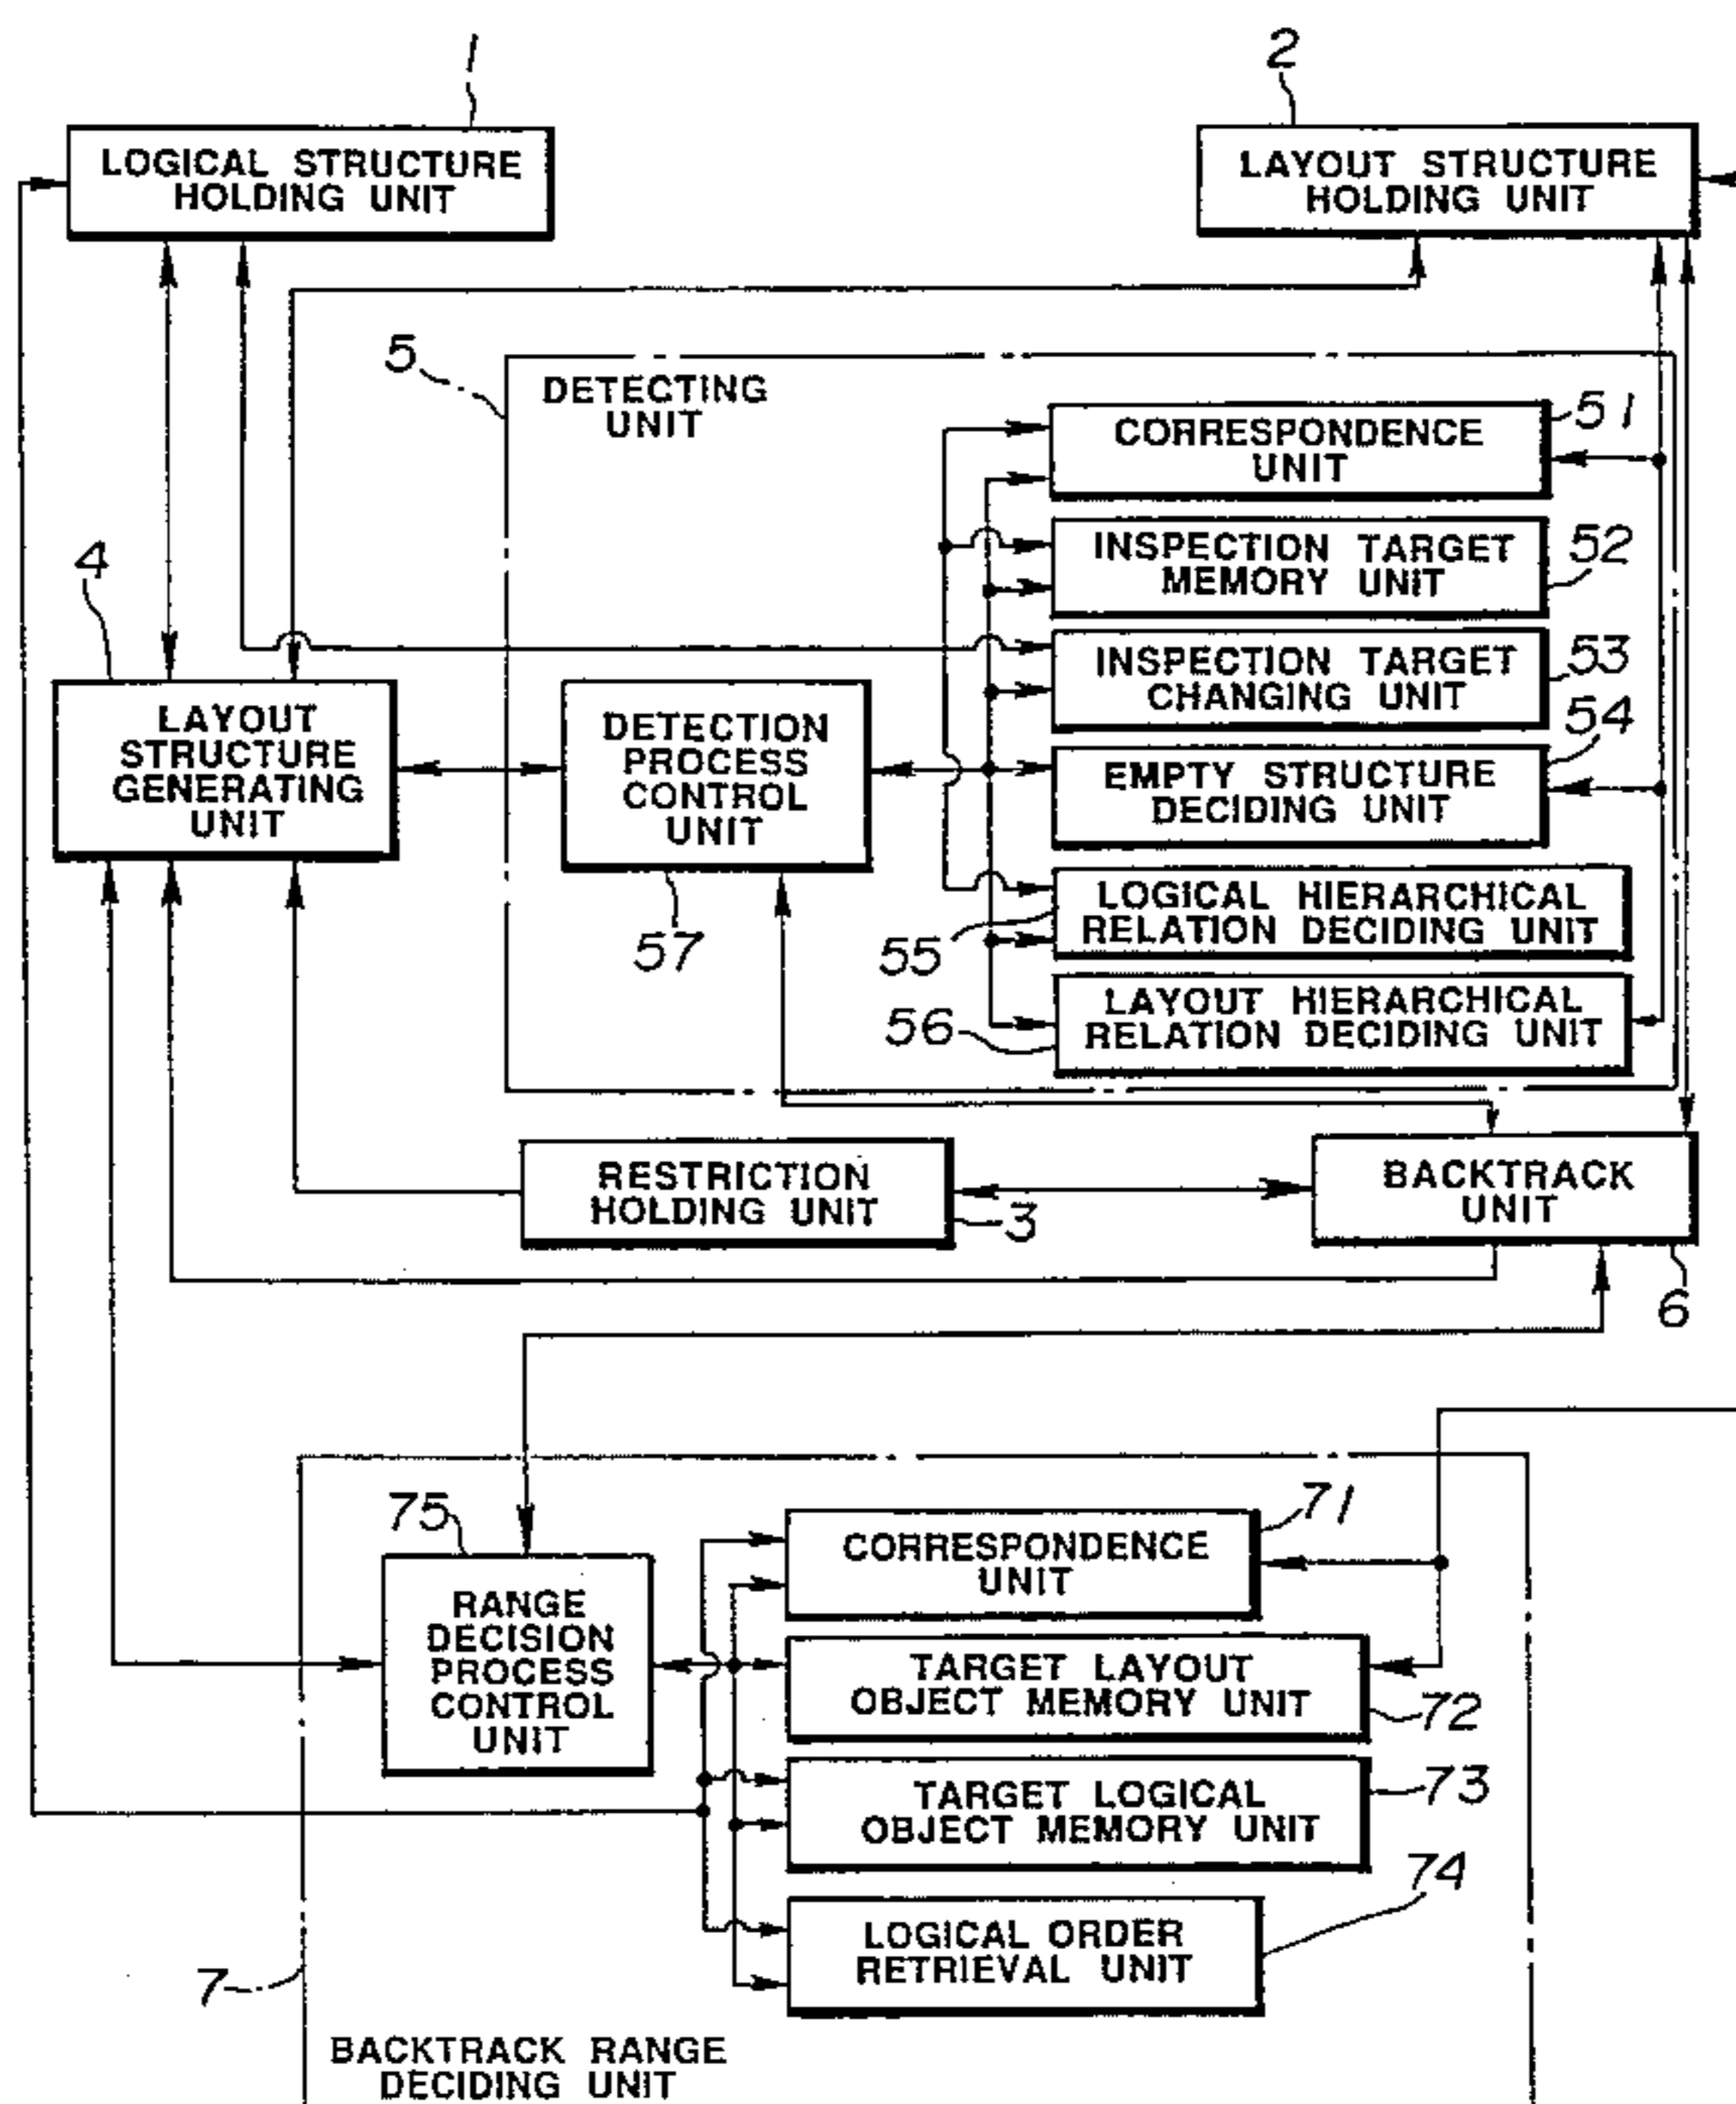 1
2
LOGICAL STRUCTURE
HOLDING UNIT
LAYOUT STRUCTURE
HOLDING UNIT
5
DETECTING
UNIT
51
CORRESPONDENCE
UNIT
52
INSPECTION TARGET
MEMORY UNIT
4
53
INSPECTION TARGET
CHANGING UNIT
54
LAYOUT
STRUCTURE
GENERATING
UNIT
DETECTION
PROCESS
CONTROL
UNIT
57
EMPTY STRUCTURE
DECIDING UNIT
LOGICAL HIERARCHICAL
RELATION DECIDING UNIT
55
LAYOUT HIERARCHICAL
RELATION DECIDING UNIT
56
RESTRICTION
HOLDING UNIT
3
BACKTRACK
UNIT
6
75
71
CORRESPONDENCE
UNIT
RANGE
DECISION
PROCESS
CONTROL
UNIT
TARGET LAYOUT
OBJECT MEMORY UNIT
72
TARGET LOGICAL
OBJECT MEMORY UNIT
73
74
LOGICAL ORDER
RETRIEVAL UNIT
7
BACKTRACK RANGE
DECIDING UNIT